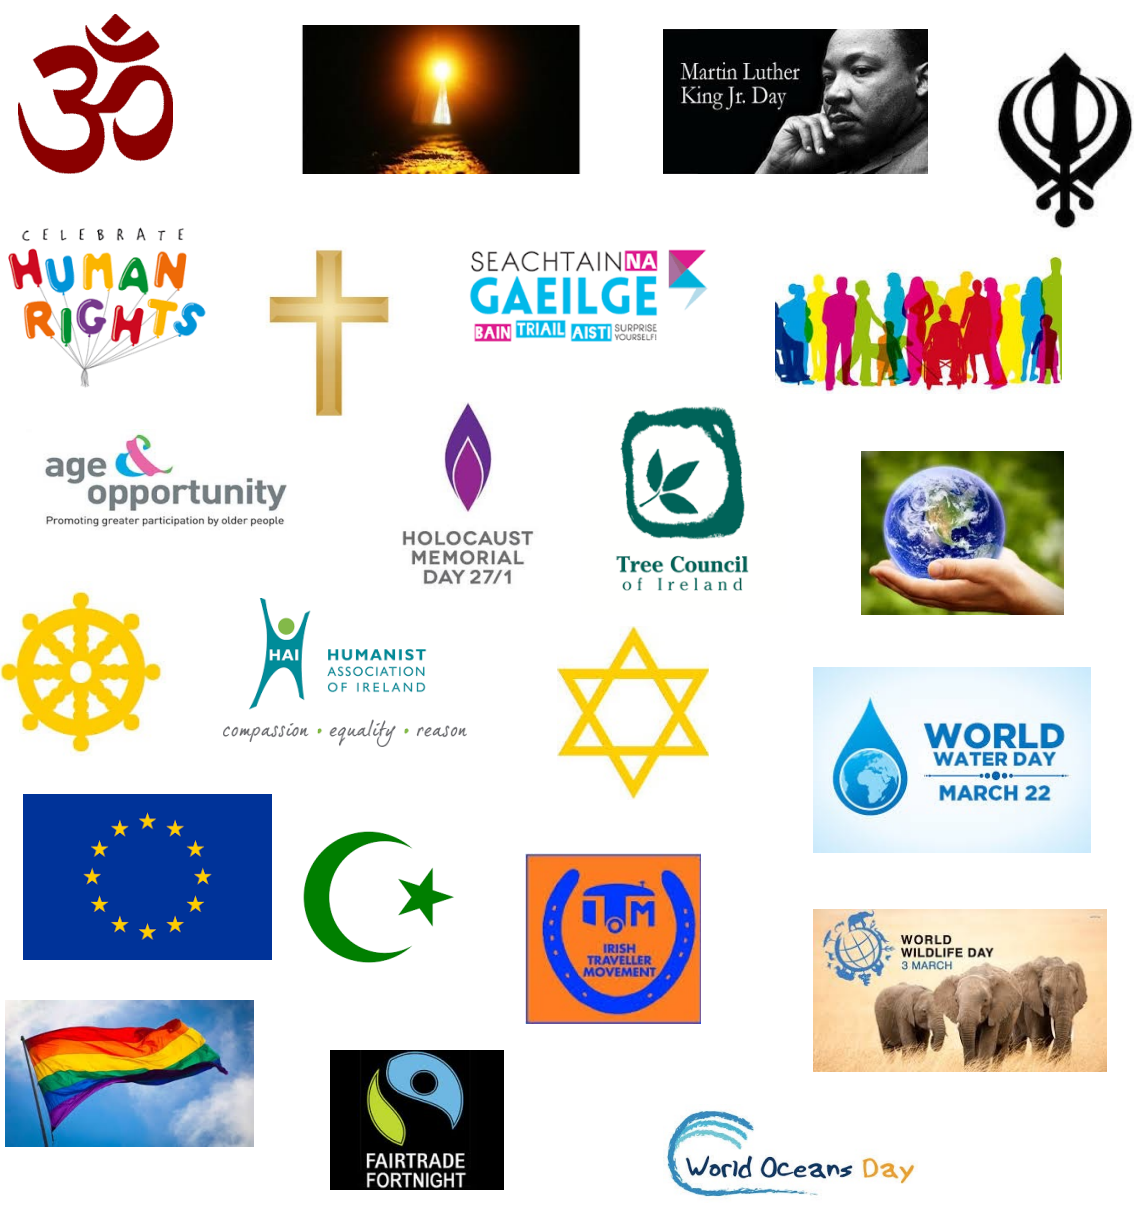 ॐ
Martin Luther
King Jr. Day
CELEBRATE
HUMAN
RIGHTS
SEACHTAIN NA
GAEILGE
BAIN TRIAIL AISTI SURPRISE
YOURSELF!
age &
opportunity
Promoting greater participation by older people
HOLOCAUST
MEMORIAL
DAY 27/1
Tree Council
of Ireland
HAI
HUMANIST
ASSOCIATION
OF IRELAND
compassion • equality • reason
WORLD
WATER DAY
MARCH 22
ITM
IRISH
TRAVELLER
MOVEMENT
WORLD
WILDLIFE DAY
3 MARCH
FAIRTRADE
FORTNIGHT
World Oceans Day